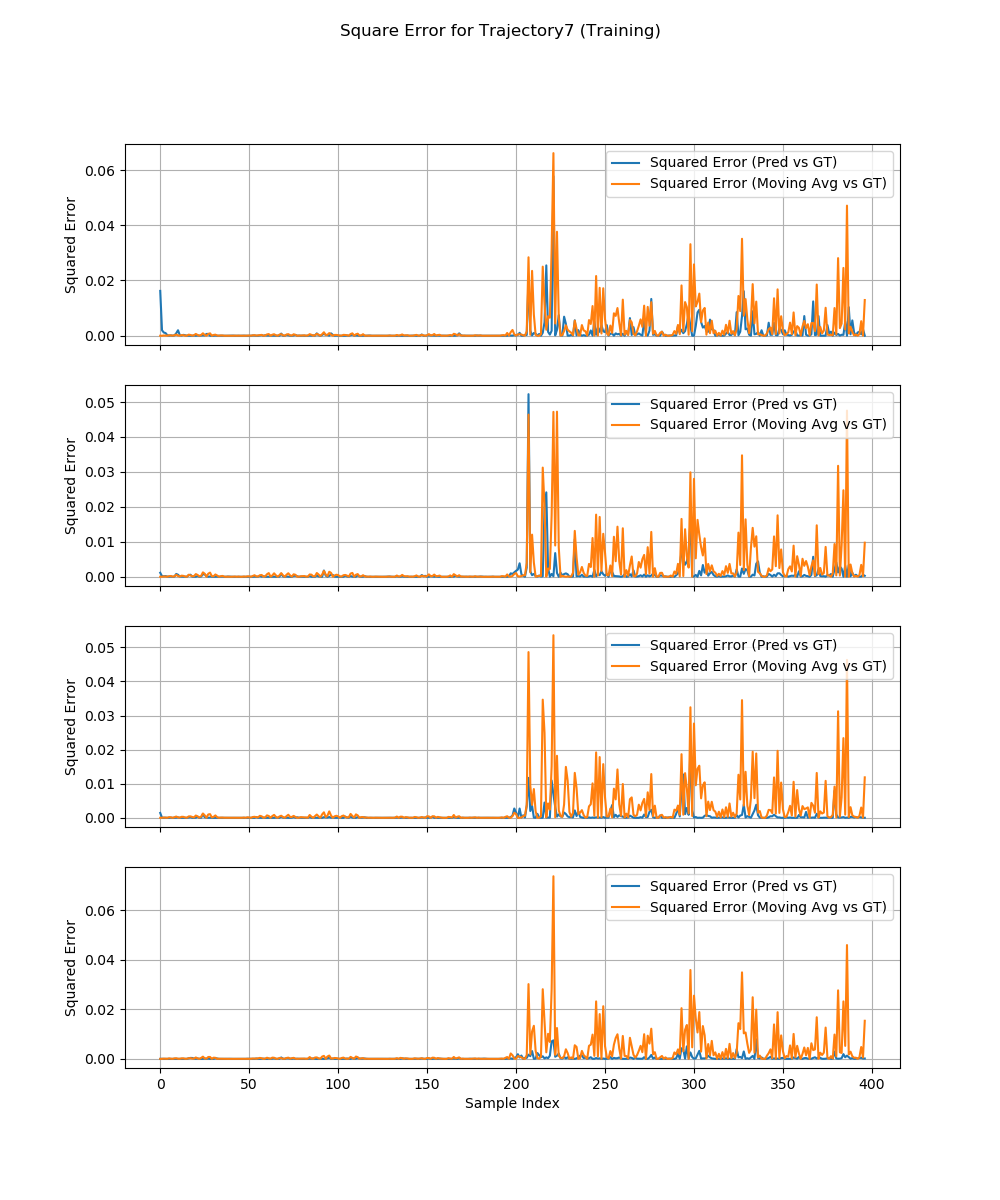 Square Error for Trajectory7 (Training)
0.06
0.04
0.02
0.00
Squared Error
Squared Error (Pred vs GT)
Squared Error (Moving Avg vs GT)
0.05
0.04
0.03
0.02
0.01
0.00
Squared Error
Squared Error (Pred vs GT)
Squared Error (Moving Avg vs GT)
0.05
0.04
0.03
0.02
0.01
0.00
Squared Error
Squared Error (Pred vs GT)
Squared Error (Moving Avg vs GT)
0.06
0.04
0.02
0.00
Squared Error
Squared Error (Pred vs GT)
Squared Error (Moving Avg vs GT)
0 50 100 150 200 250 300 350 400
Sample Index